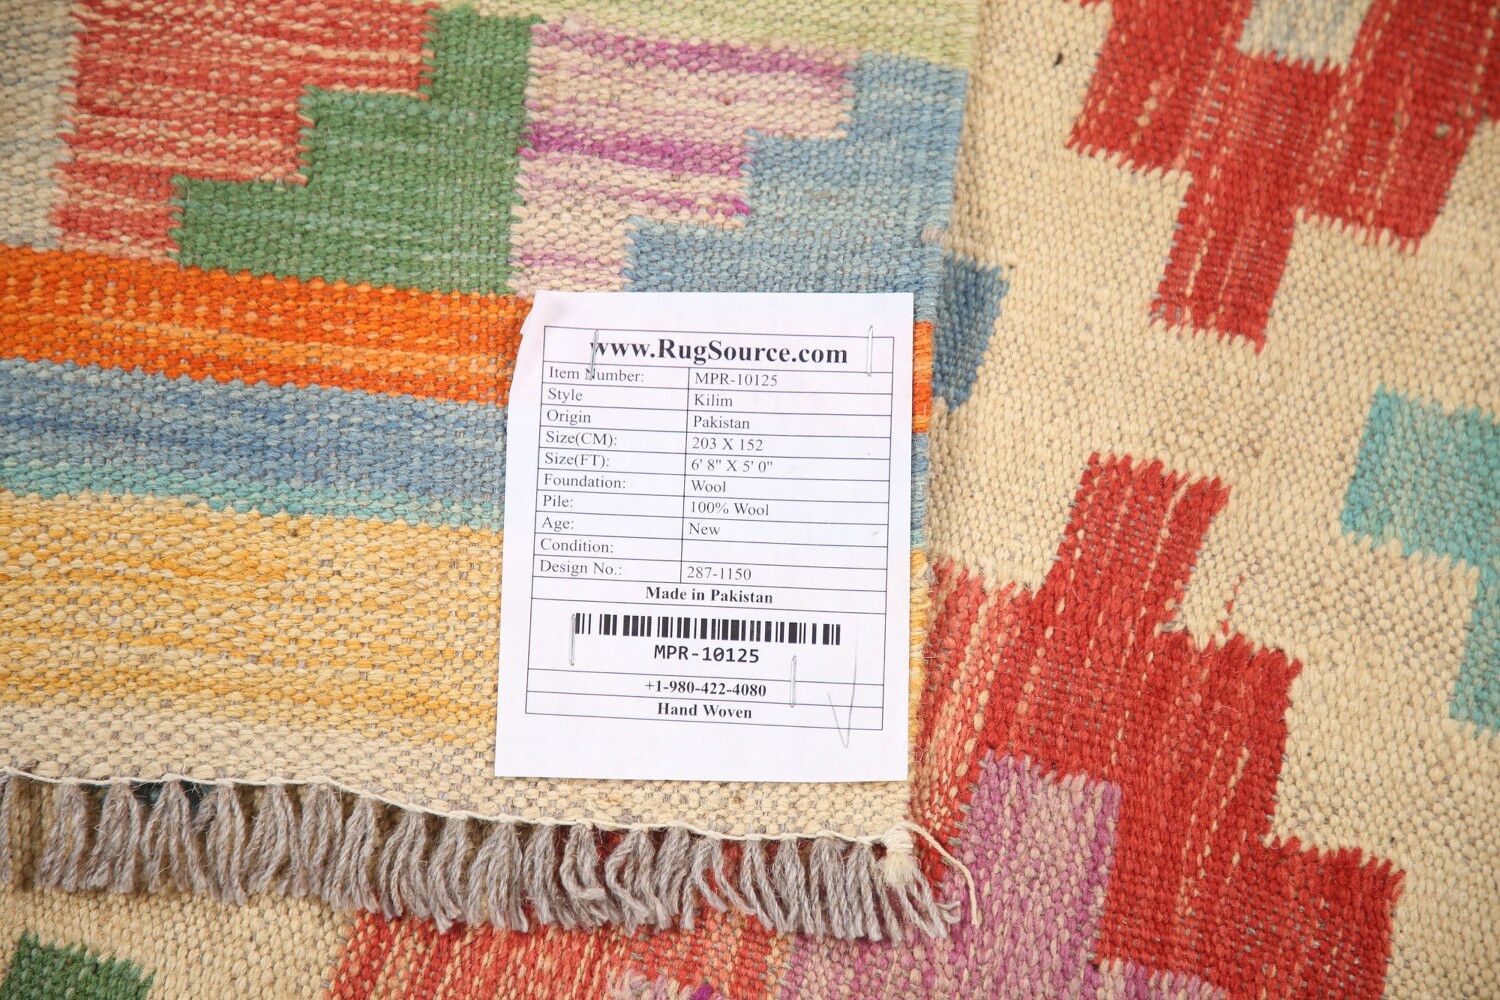 www.RugSource.com
Item Number: MPR-10125
Style Kilim
Origin Pakistan
Size(CM): 203 X 152
Size(FT): 6' 8" X 5' 0"
Foundation: Wool
Pile: 100% Wool
Age: New
Condition:
Design No.: 287-1150
Made in Pakistan
MPR-10125
+1-980-422-4080
Hand Woven